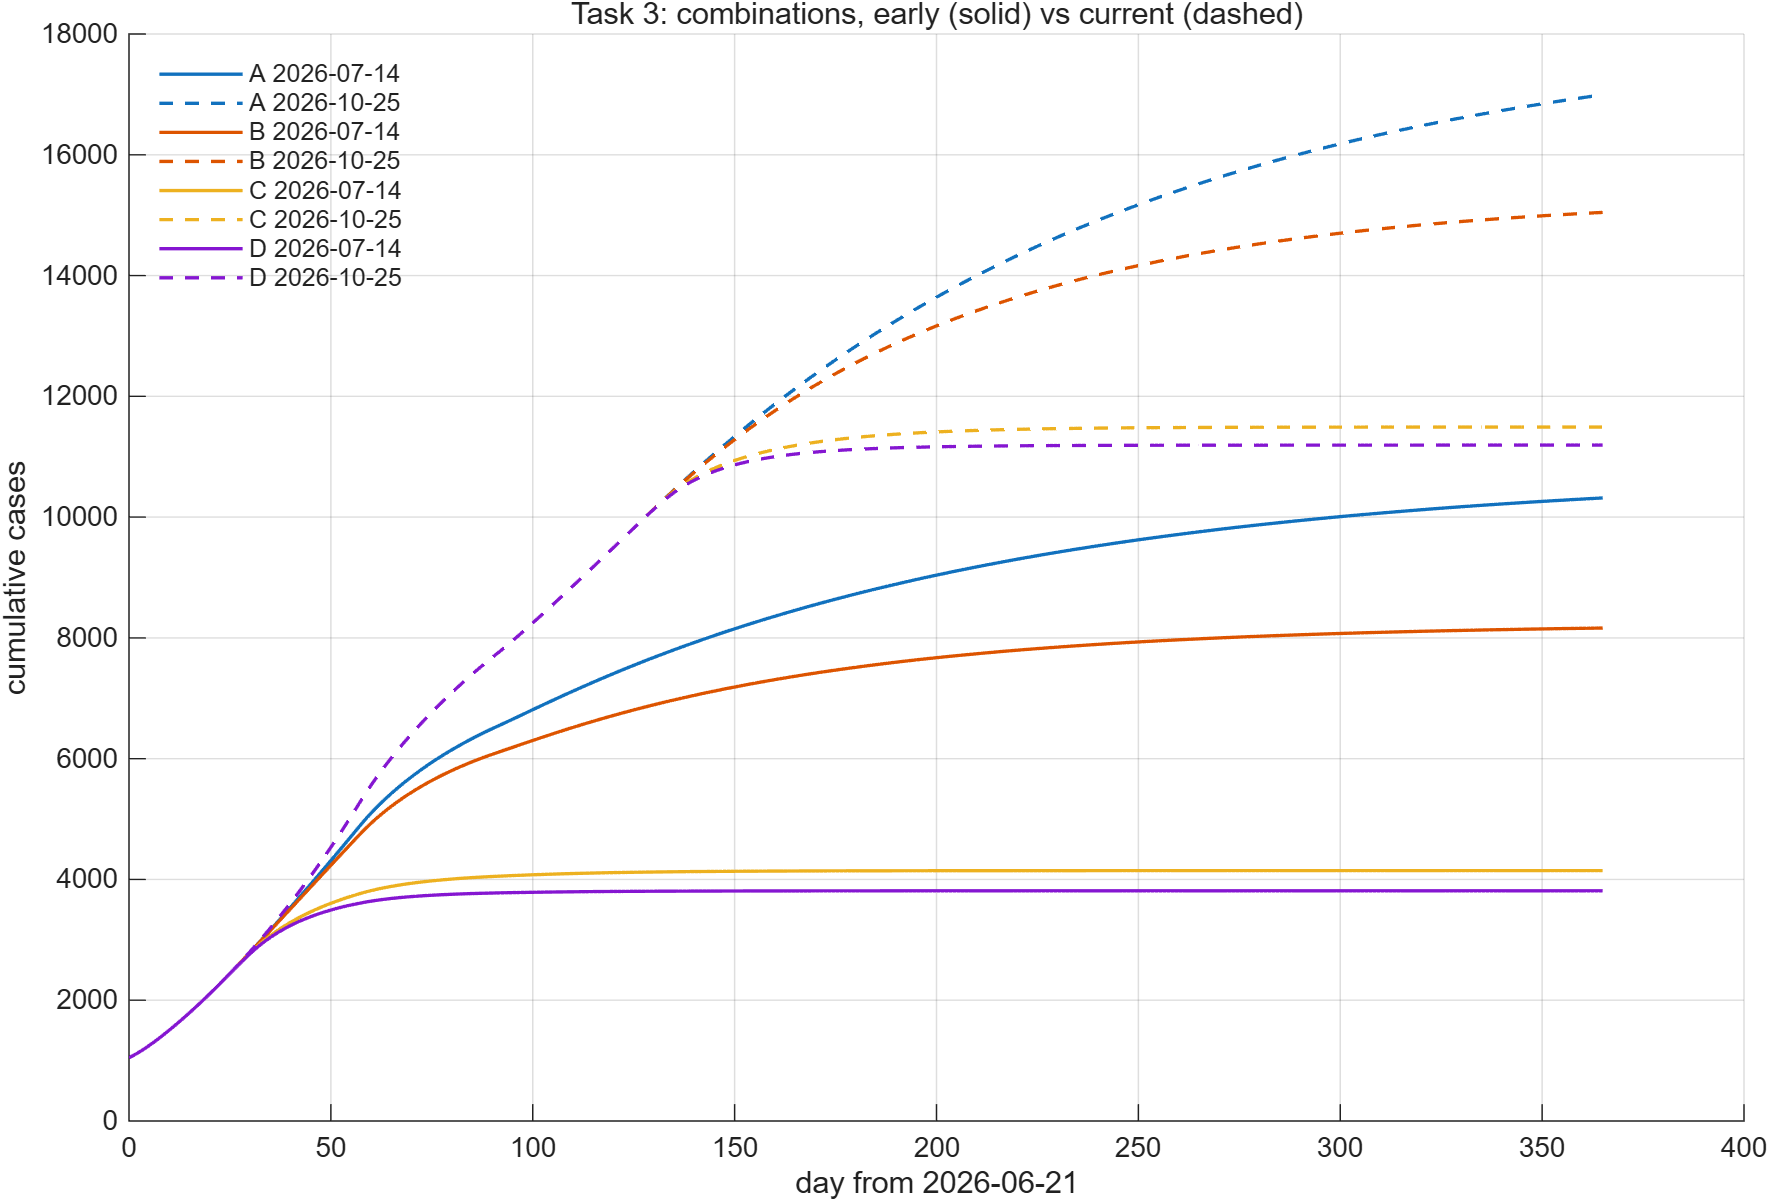 Task 3: combinations, early (solid) vs current (dashed)
18000
16000
14000
12000
10000
8000
6000
4000
2000
0
cumulative cases
A 2026-07-14
A 2026-10-25
B 2026-07-14
B 2026-10-25
C 2026-07-14
C 2026-10-25
D 2026-07-14
D 2026-10-25
0 50 100 150 200 250 300 350 400
day from 2026-06-21